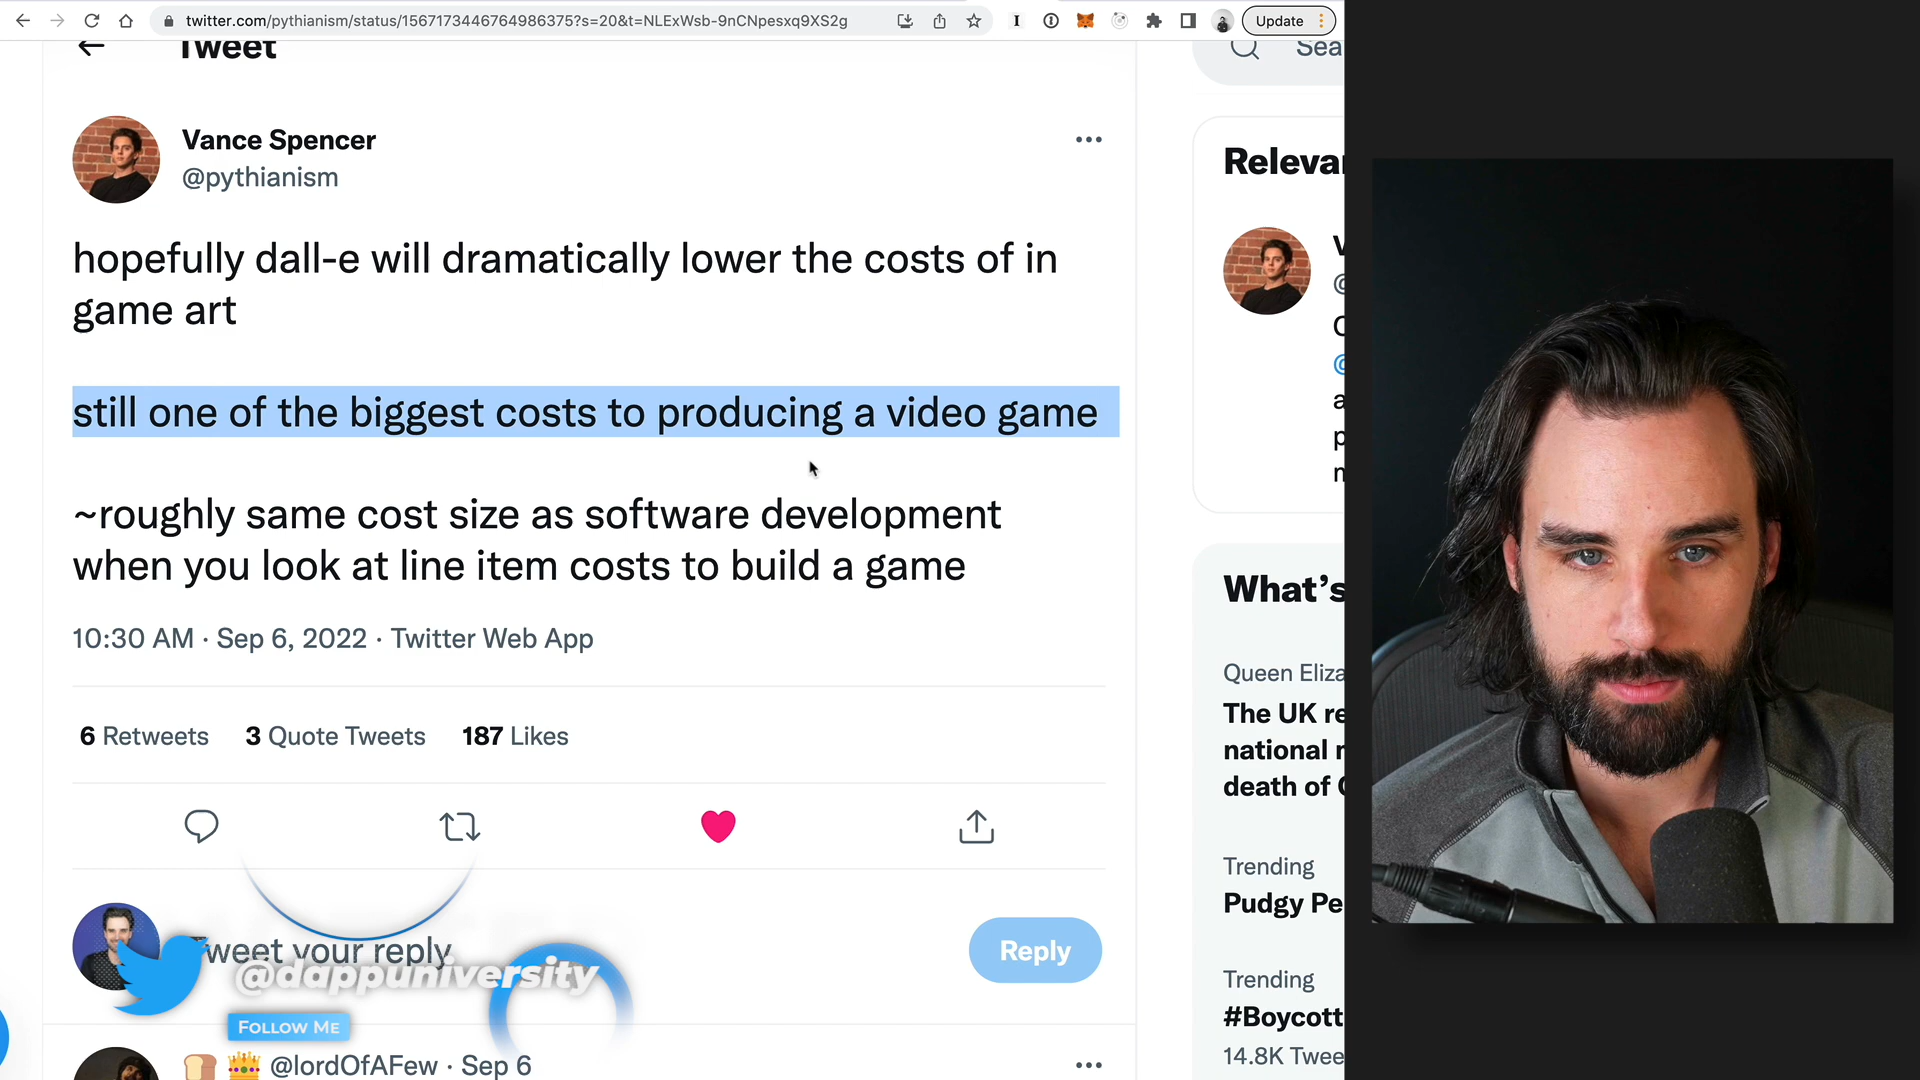 twitter.com/pythianism/status/1567173446764986375?s=20&t=NLExWsb-9nCNpesxq9XS2g
Update
Tweet
Sea
Vance Spencer
@pythianism
hopefully dall-e will dramatically lower the costs of in
game art
still one of the biggest costs to producing a video game
~roughly same cost size as software development
when you look at line item costs to build a game
10:30 AM · Sep 6, 2022 · Twitter Web App
6 Retweets 3 Quote Tweets 187 Likes
Tweet your reply
Reply
@dappuniversity
FOLLOW ME
@lordOfAFew · Sep 6
Releva
What's
Queen Eliza
The UK re
national
death of
Trending
Pudgy Pe
Trending
#Boycott
14.8K Twee